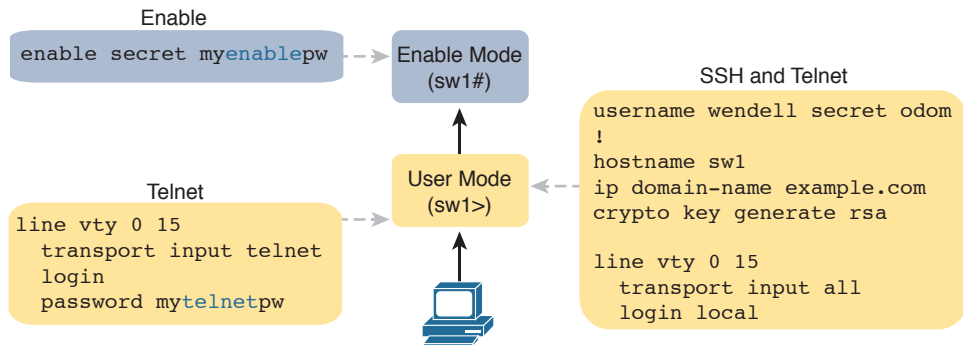 Enable
enable secret myenablepw
Enable Mode
(sw1#)
SSH and Telnet
username wendell secret odom
!
hostname sw1
ip domain-name example.com
crypto key generate rsa
line vty 0 15
transport input all
login local
User Mode
(sw1>)
Telnet
line vty 0 15
transport input telnet
login
password mytelnetpw